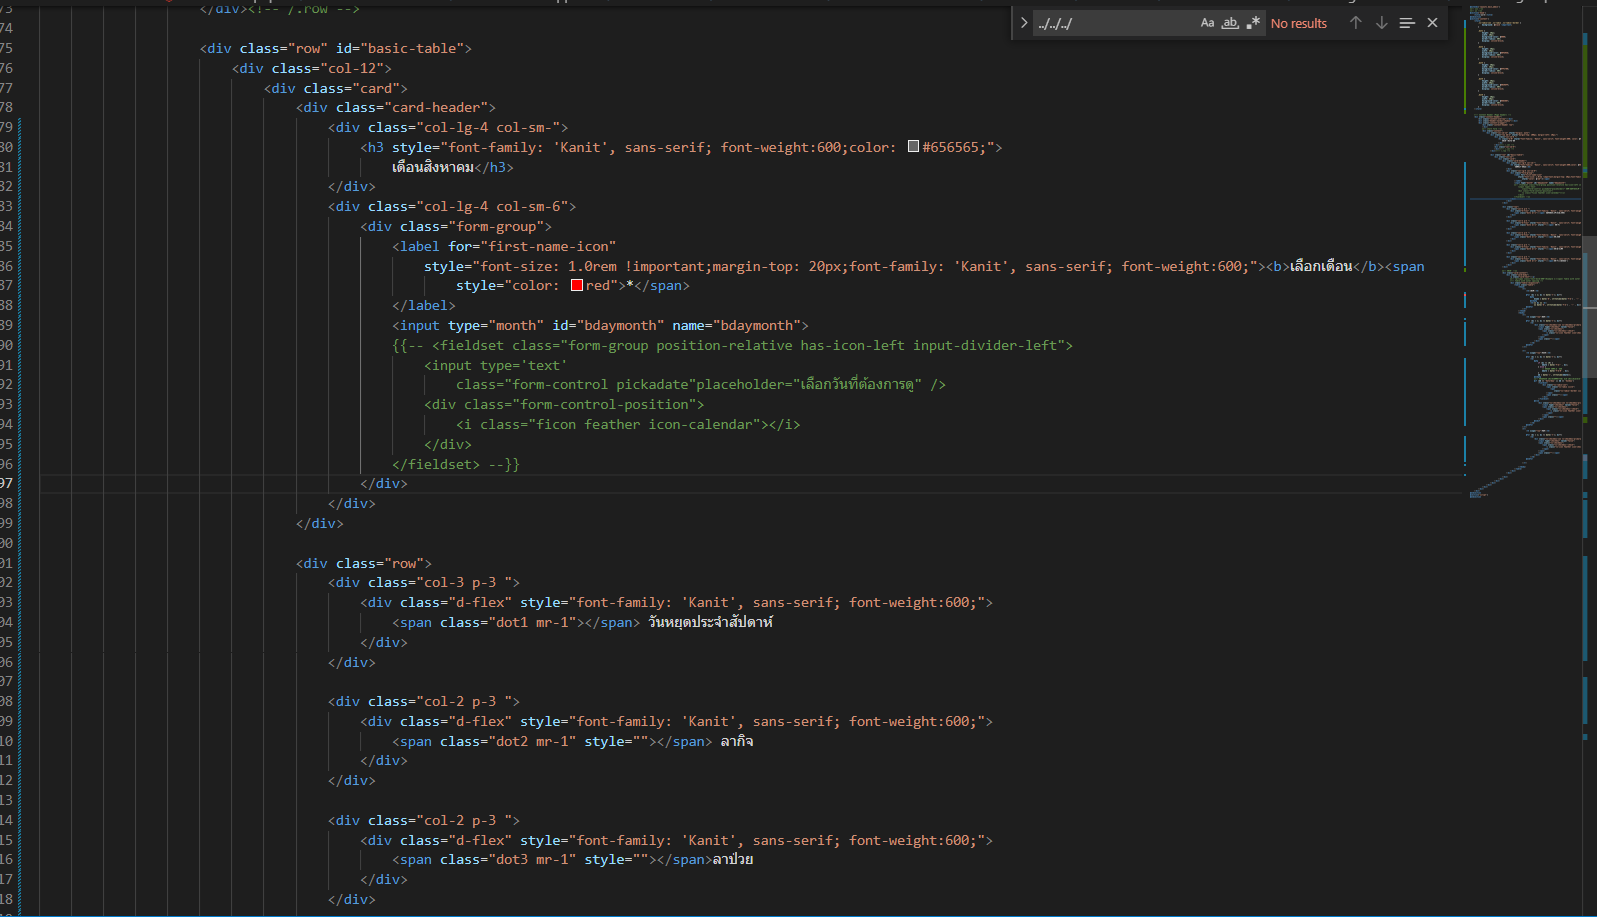 73 </div><!-- /.row -->
../../../ Aa ab .* No results
74
75 <div class="row" id="basic-table">
76 <div class="col-12">
77 <div class="card">
78 <div class="card-header">
79 <div class="col-lg-4 col-sm-">
80 <h3 style="font-family: 'Kanit', sans-serif; font-weight:600;color: #656565;">
81 เดือนสิงหาคม</h3>
82 </div>
83 <div class="col-lg-4 col-sm-6">
84 <div class="form-group">
85 <label for="first-name-icon"
86 style="font-size: 1.0rem !important;margin-top: 20px;font-family: 'Kanit', sans-serif; font-weight:600;"><b>เลือกเดือน</b><span
87 style="color: red">*</span>
88 </label>
89 <input type="month" id="bdaymonth" name="bdaymonth">
90 {{-- <fieldset class="form-group position-relative has-icon-left input-divider-left">
91 <input type='text'
92 class="form-control pickadate"placeholder="เลือกวันที่ต้องการดู" />
93 <div class="form-control-position">
94 <i class="ficon feather icon-calendar"></i>
95 </div>
96 </fieldset> --}}
97 </div>
98 </div>
99 </div>
00
01 <div class="row">
02 <div class="col-3 p-3 ">
03 <div class="d-flex" style="font-family: 'Kanit', sans-serif; font-weight:600;">
04 <span class="dot1 mr-1"></span> วันหยุดประจำสัปดาห์
05 </div>
06 </div>
07
08 <div class="col-2 p-3 ">
09 <div class="d-flex" style="font-family: 'Kanit', sans-serif; font-weight:600;">
10 <span class="dot2 mr-1" style=""></span> ลากิจ
11 </div>
12 </div>
13
14 <div class="col-2 p-3 ">
15 <div class="d-flex" style="font-family: 'Kanit', sans-serif; font-weight:600;">
16 <span class="dot3 mr-1" style=""></span>ลาป่วย
17 </div>
18 </div>